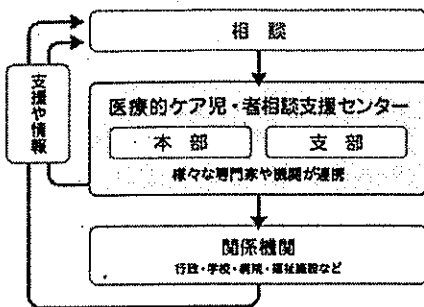 相談
支援や情報
医療的ケア児・者相談支援センター
本部
支部
様々な専門家や機関が連携
関係機関
行政・学校・病院・福祉施設など